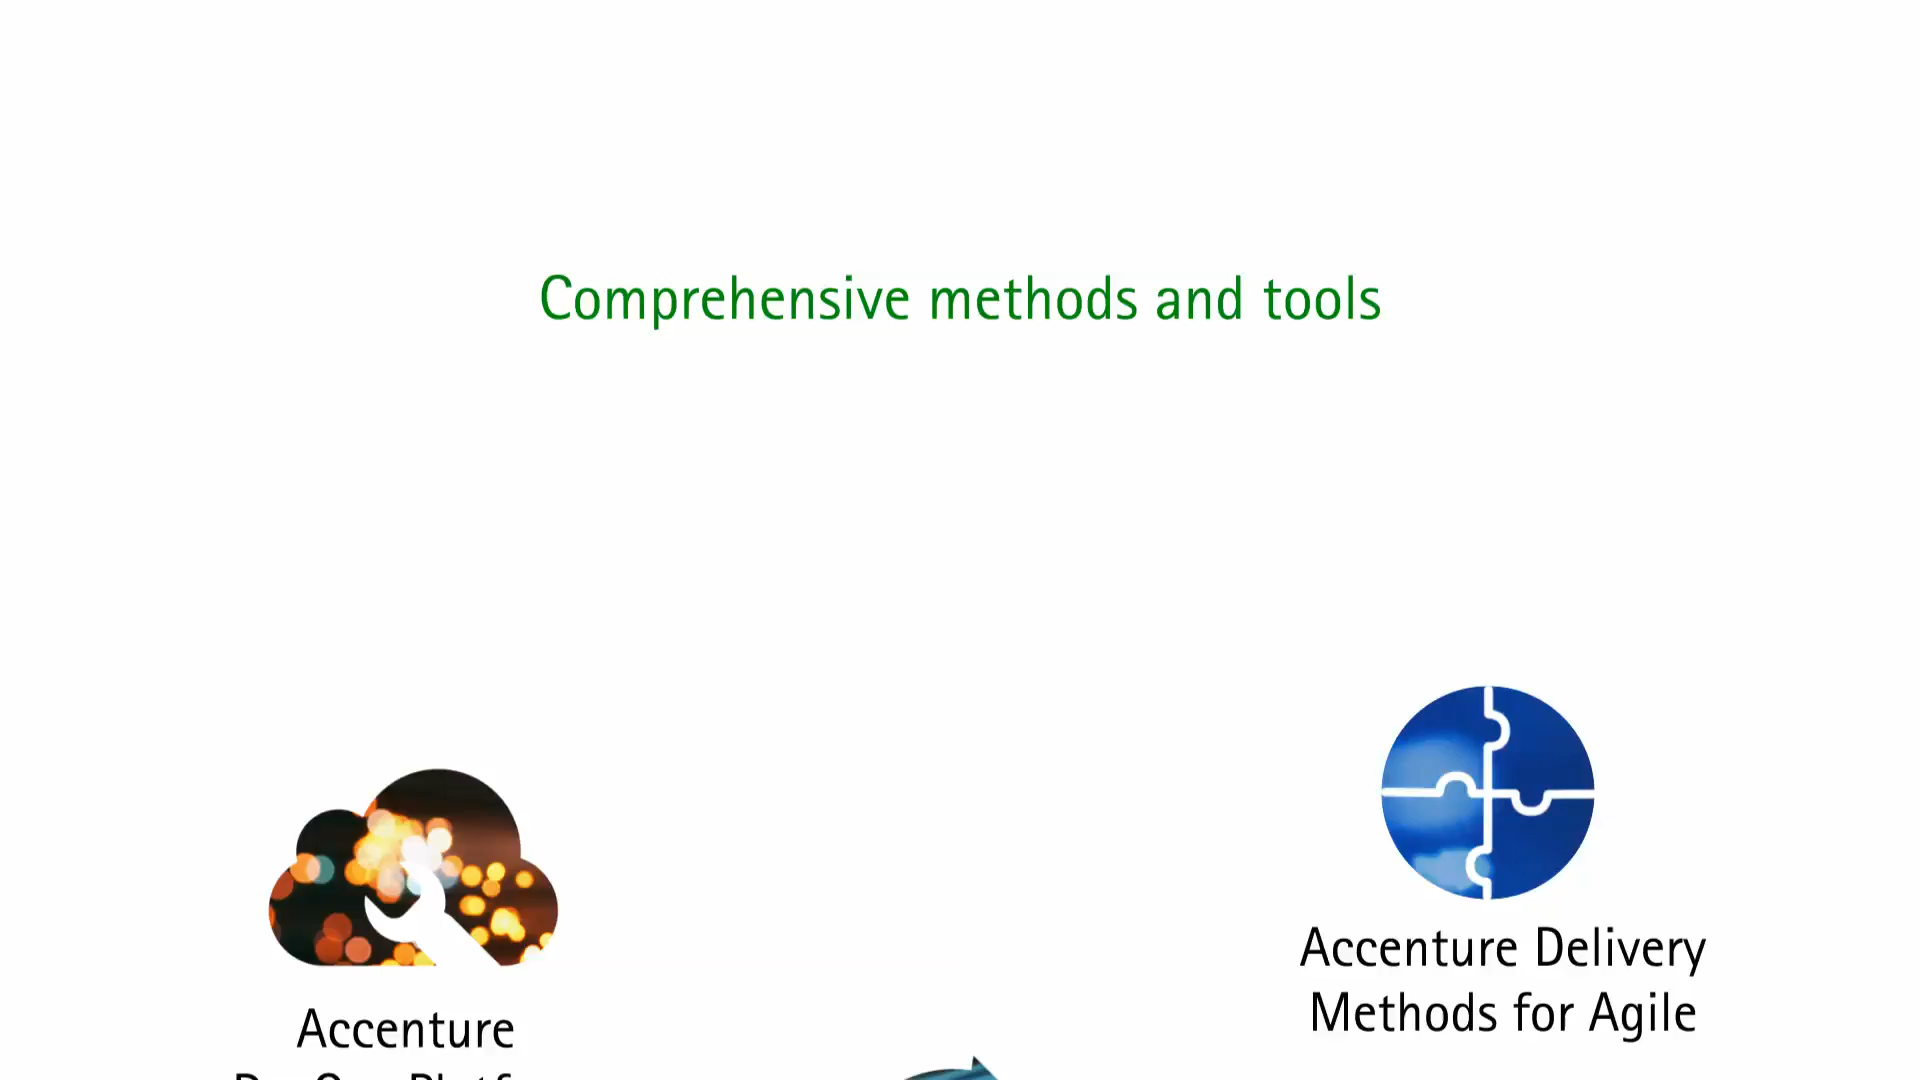 Comprehensive methods and tools
Accenture Delivery
Methods for Agile
Accenture